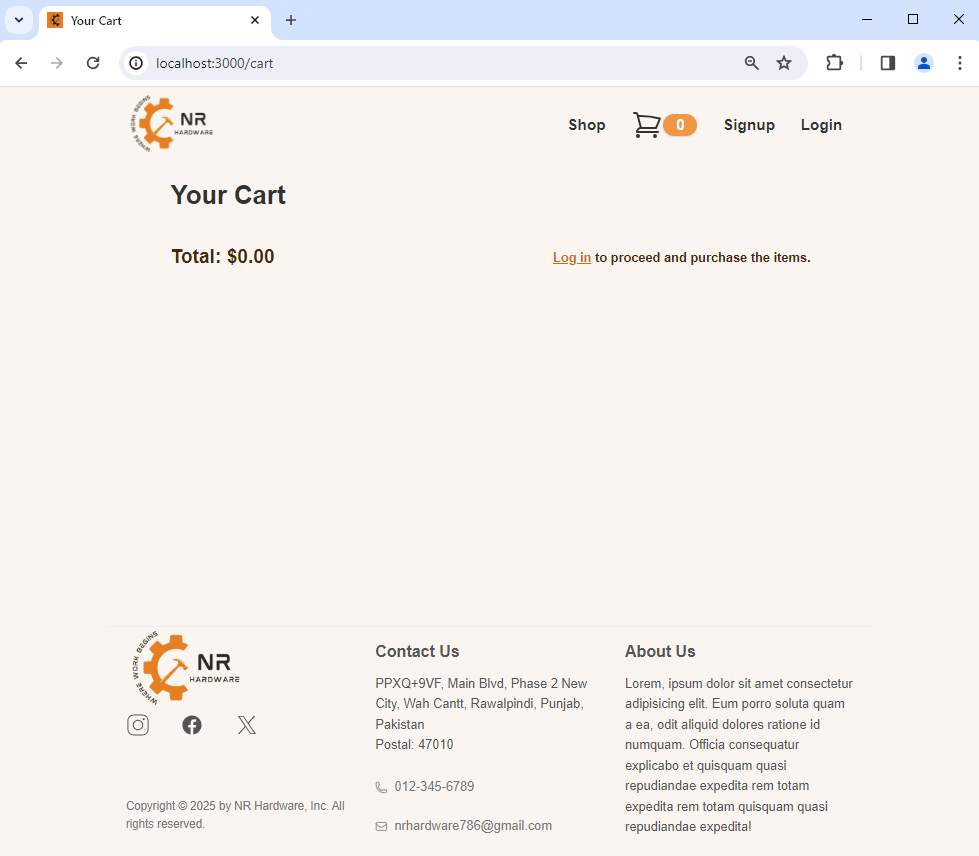 Your Cart
localhost:3000/cart
WHERE WORK BEGINS
NR
HARDWARE
Shop
0
Signup
Login
Your Cart
Total: $0.00
Log in to proceed and purchase the items.
WHERE WORK BEGINS
NR
HARDWARE
Copyright © 2025 by NR Hardware, Inc. All
rights reserved.
Contact Us
PPXQ+9VF, Main Blvd, Phase 2 New
City, Wah Cantt, Rawalpindi, Punjab,
Pakistan
Postal: 47010
012-345-6789
nrhardware786@gmail.com
About Us
Lorem, ipsum dolor sit amet consectetur
adipisicing elit. Eum porro soluta quam
a ea, odit aliquid dolores ratione id
numquam. Officia consequatur
explicabo et quisquam quasi
repudiandae expedita rem totam
expedita rem totam quisquam quasi
repudiandae expedita!